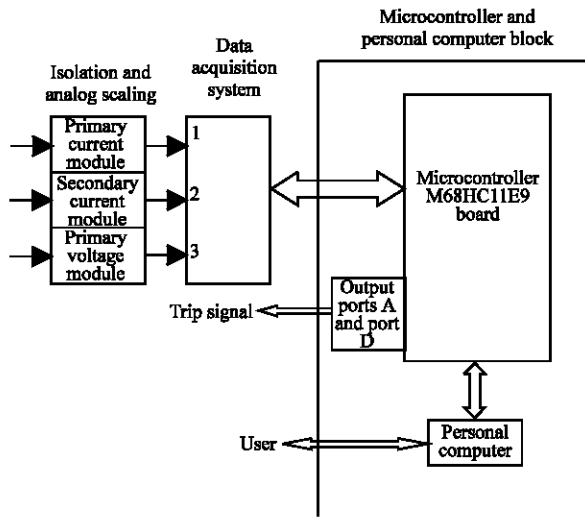 Microcontroller and
personal computer block
Data
acquisition
system
Isolation and
analog scaling
Primary
current
module
Secondary
current
module
Primary
voltage
module
1
2
3
Microcontroller
M68HC11E9
board
Output
ports A
and port
D
Trip signal
User
Personal
computer